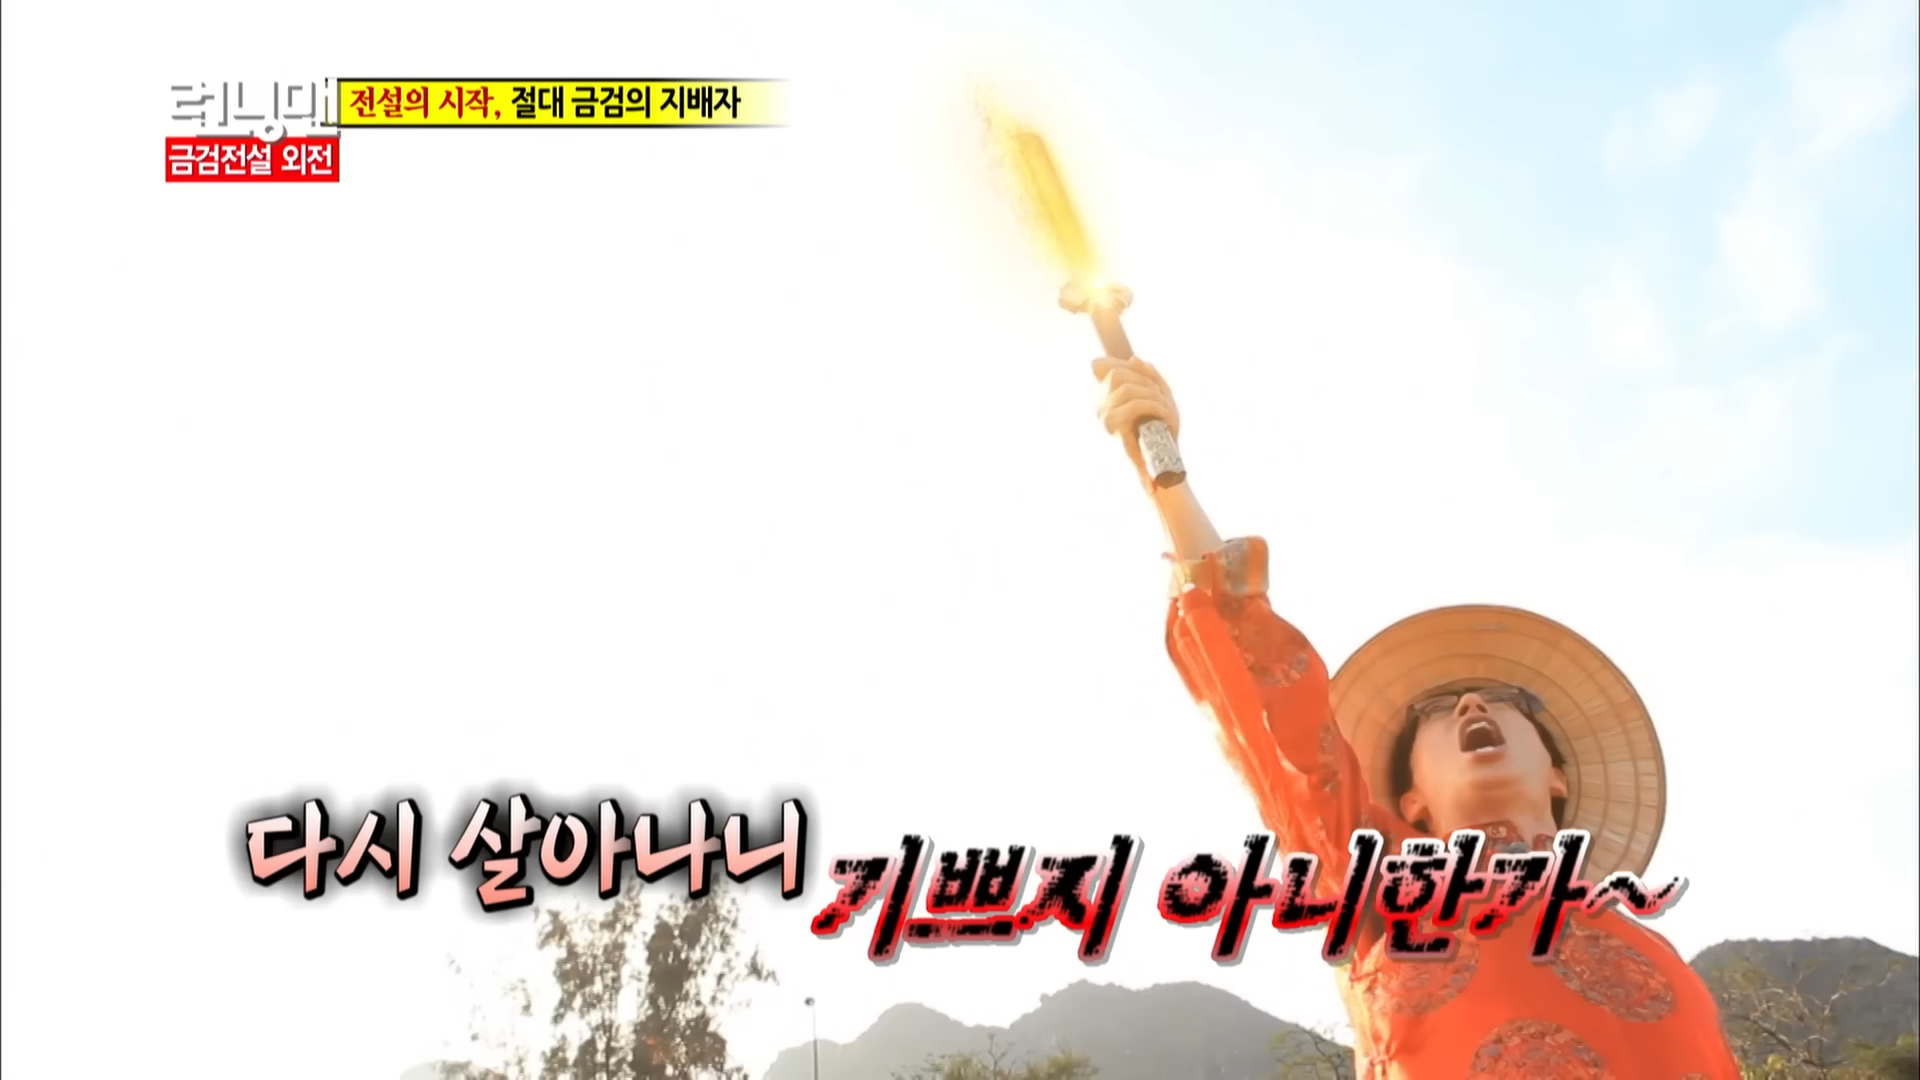 런닝맨
전설의 시작, 절대 금검의 지배자
금검전설 외전
다시 살아나니
기쁘지 아니한가~